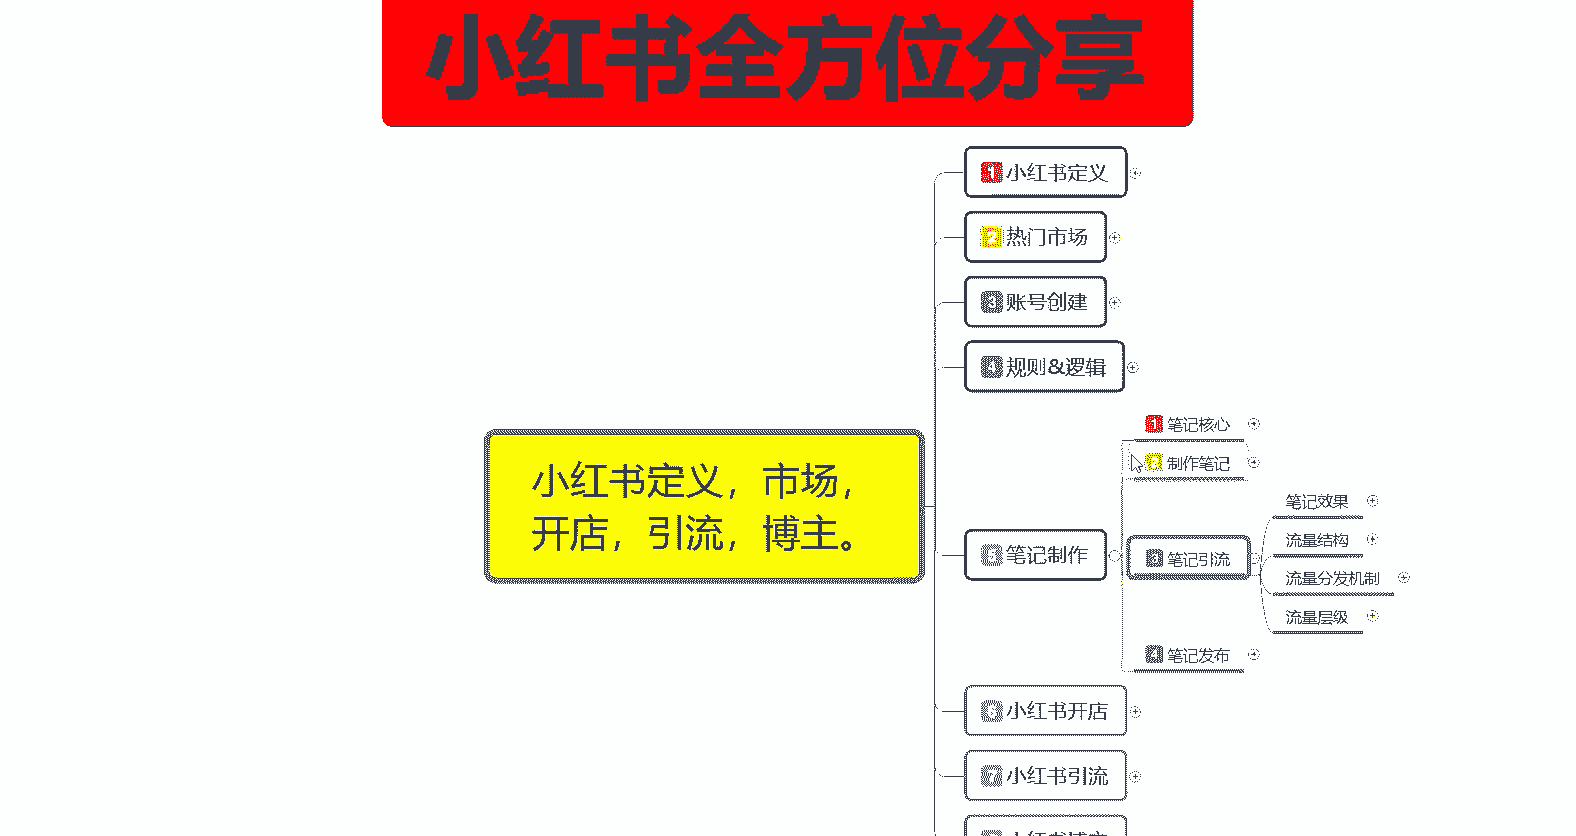 小红书全方位分享
1 小红书定义
2 热门市场
3 账号创建
4 规则&逻辑
小红书定义，市场，
开店，引流，博主。
5 笔记制作
1 笔记核心
2 制作笔记
3 笔记引流
笔记效果
流量结构
流量分发机制
流量层级
4 笔记发布
6 小红书开店
7 小红书引流
小红书博主